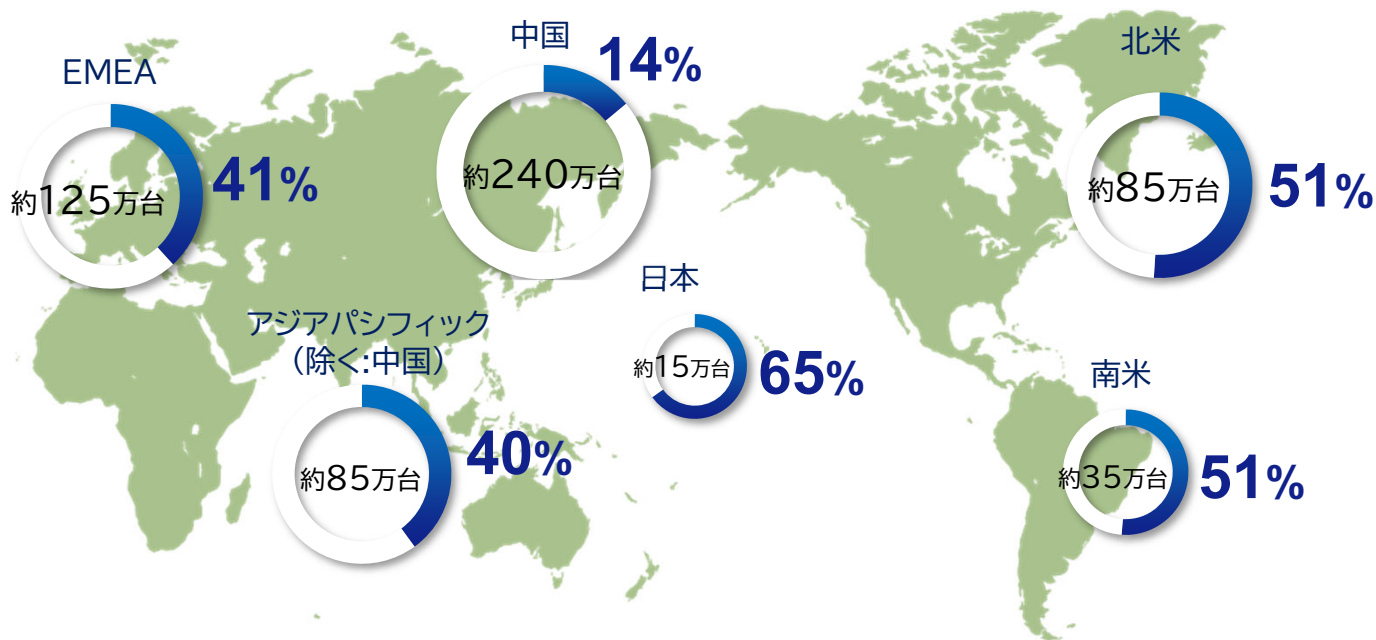 EMEA
約125万台
41%
中国
14%
約240万台
北米
約85万台
51%
日本
約15万台
65%
アジアパシフィック
(除く:中国)
約85万台
40%
南米
約35万台
51%